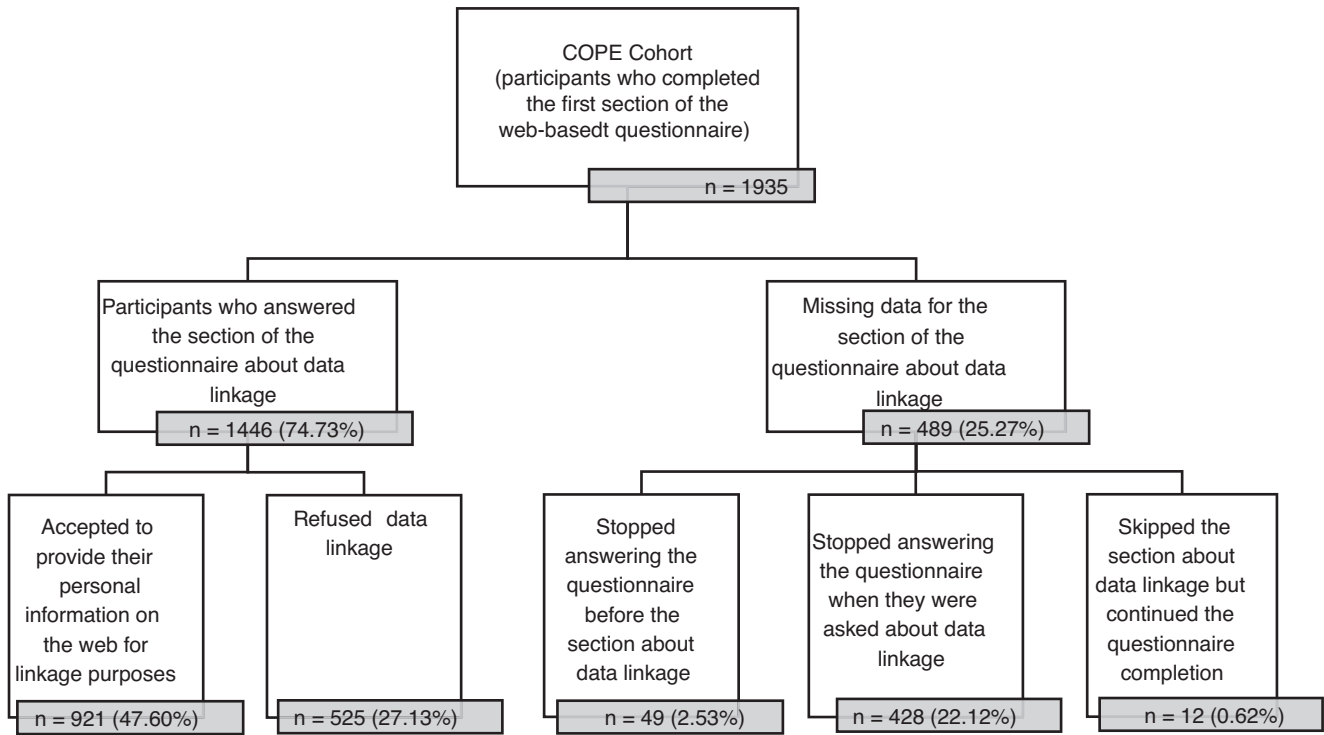 COPE Cohort
(participants who completed
the first section of the
web-basedt questionnaire)
n = 1935
Participants who answered
the section of the
questionnaire about data
linkage
n = 1446 (74.73%)
Missing data for the
section of the
questionnaire about data
linkage
n = 489 (25.27%)
Accepted to
provide their
personal
information on
the web for
linkage purposes
n = 921 (47.60%)
Refused data
linkage
n = 525 (27.13%)
Stopped
answering the
questionnaire
before the
section about
data linkage
n = 49 (2.53%)
Stopped answering
the questionnaire
when they were
asked about data
linkage
n = 428 (22.12%)
Skipped the
section about
data linkage but
continued the
questionnaire
completion
n = 12 (0.62%)